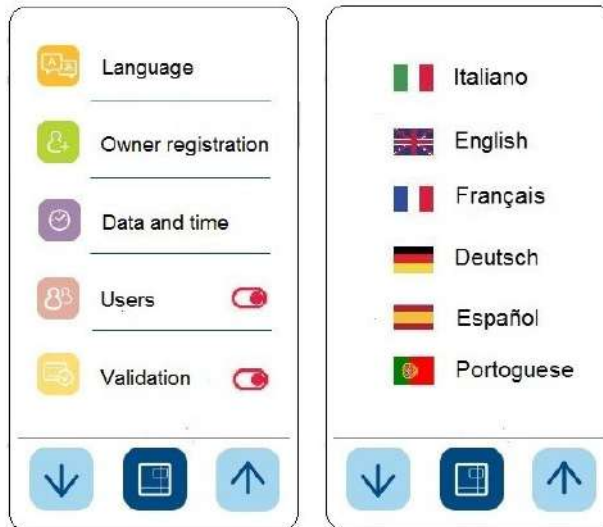 Language
Owner registration
Data and time
Users
Validation
Italiano
English
Français
Deutsch
Español
Portoguese